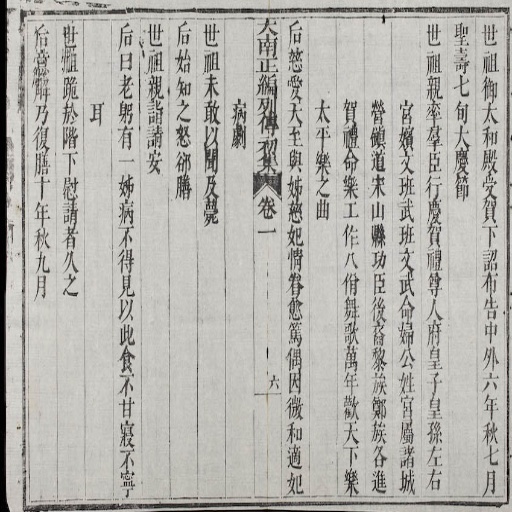 世祖御太和殿受賀下詔布告中外六年秋七月
聖壽七旬大慶節
世祖親率羣臣行慶賀禮尊人府皇子皇孫左右
宮嬪文班武班文武命婦公姓宮屬諸城
營鎮道宋山縣功臣後裔黎族鄭族各進
賀禮命樂工作八佾舞歌萬年歡天下樂
太平樂之曲
后慈愛大至與姊慈妃情眷愈篤偶因微和適妃
大南正編列傳初集 卷一 六
病劇
世祖未敢以聞及薨
后始知之怒卻膳
世祖親詣請安
后曰老躬有一姊病不得見以此食不甘寢不寧
耳
世祖跪於階下慰請者久之
后意解乃復膳十年秋九月